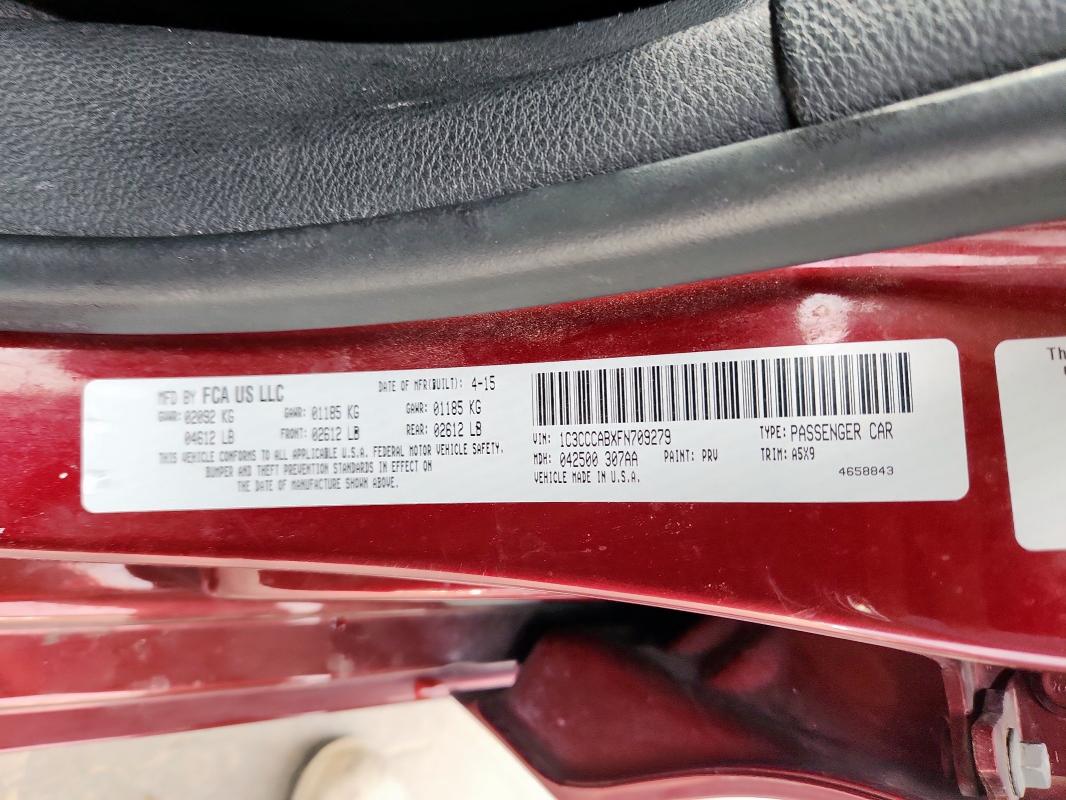 MFD BY FCA US LLC DATE OF MFR(BUILT): 4-15
GAWR: 02092 KG GAWR: 01185 KG GAWR: 01185 KG
04612 LB FRONT: 02612 LB REAR: 02612 LB
THIS VEHICLE CONFORMS TO ALL APPLICABLE U.S.A. FEDERAL MOTOR VEHICLE SAFETY,
BUMPER AND THEFT PREVENTION STANDARDS IN EFFECT ON
THE DATE OF MANUFACTURE SHOWN ABOVE.
VIN: 1C3CCCABXFN709279 TYPE: PASSENGER CAR
MDH: 042500 307AA PAINT: PRV TRIM: A5X9
VEHICLE MADE IN U.S.A. 4658843
Th